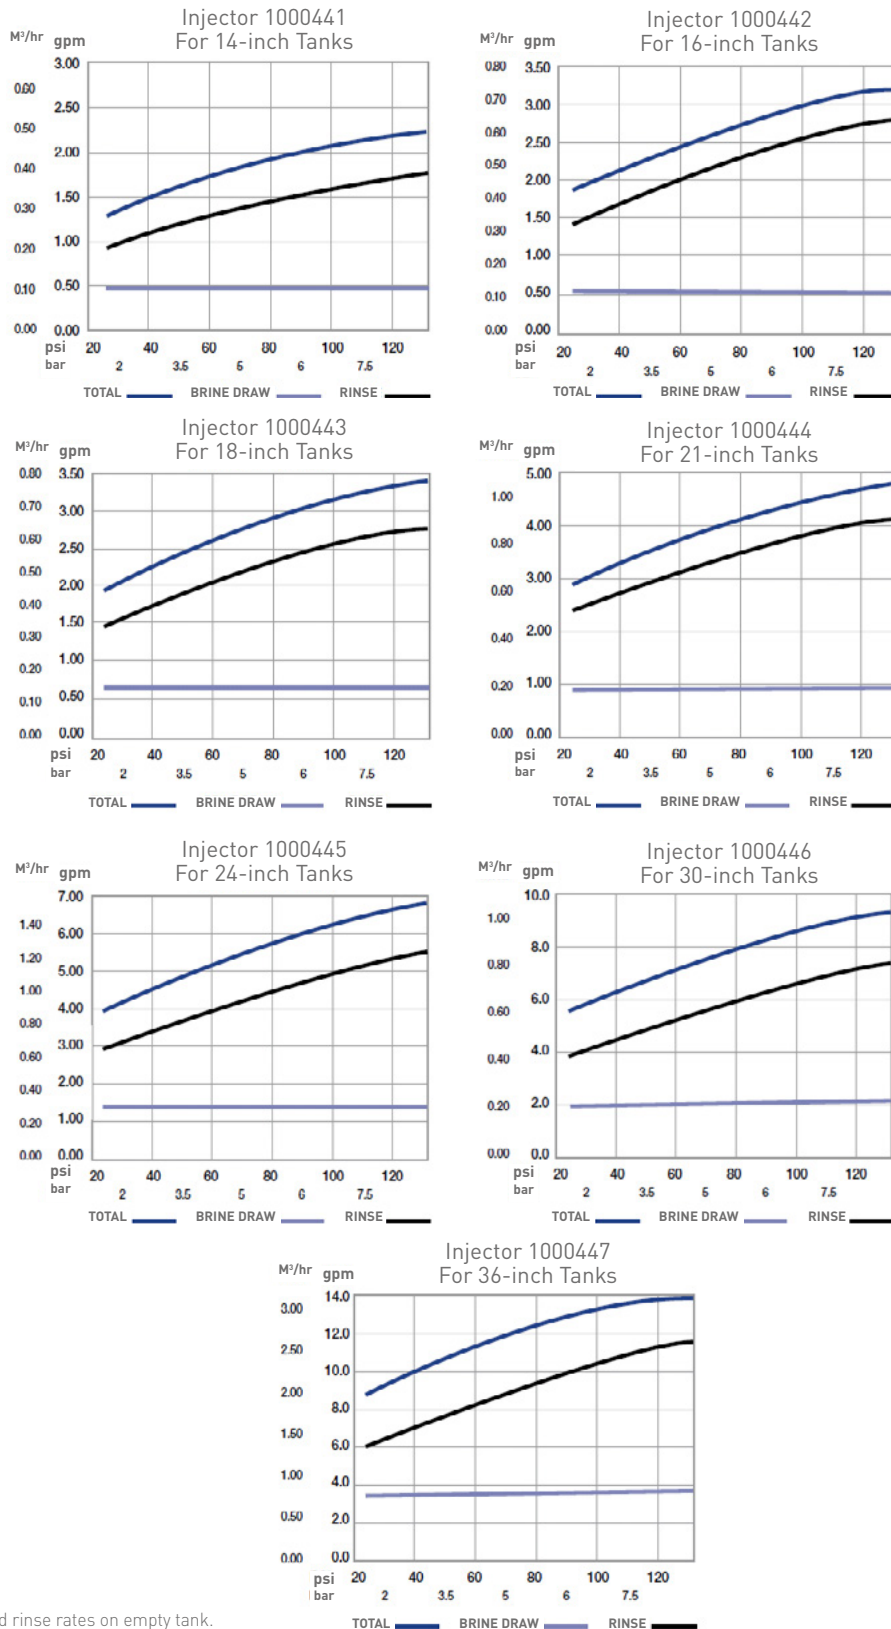 Injector 1000441
For 14-inch Tanks
M³/hr gpm
3.00
0.60
2.50
0.50
2.00
0.40
1.50
0.30
0.20
1.00
0.10
0.50
0.00
0.00
psi 20 40 60 80 100 120
bar 2 3.5 5 6 7.5
TOTAL BRINE DRAW RINSE
Injector 1000442
For 16-inch Tanks
M³/hr gpm
0.80 3.50
0.70 3.00
0.60 2.50
0.50 2.00
0.40 1.50
0.30 1.00
0.20
0.10 0.50
0.00 0.00
psi 20 40 60 80 100 120
bar 2 3.5 5 6 7.5
TOTAL BRINE DRAW RINSE
Injector 1000443
For 18-inch Tanks
M³/hr gpm
0.80 3.50
0.70 3.00
0.60 2.50
0.50 2.00
0.40 1.50
0.30 1.00
0.20
0.10 0.50
0.00 0.00
psi 20 40 60 80 100 120
bar 2 3.5 5 6 7.5
TOTAL BRINE DRAW RINSE
Injector 1000444
For 21-inch Tanks
M³/hr gpm
5.00
1.00
4.00
0.80
3.00
0.60
2.00
0.40
0.20 1.00
0.00 0.00
psi 20 40 60 80 100 120
bar 2 3.5 5 6 7.5
TOTAL BRINE DRAW RINSE
Injector 1000445
For 24-inch Tanks
M³/hr gpm
7.00
1.40
6.00
1.20
5.00
1.00
4.00
0.80
3.00
0.60
2.00
0.40
0.20 1.00
0.00 0.00
psi 20 40 60 80 100 120
bar 2 3.5 5 6 7.5
TOTAL BRINE DRAW RINSE
Injector 1000446
For 30-inch Tanks
M³/hr gpm
10.0
1.00
8.0
0.80
6.0
0.60
4.0
0.40
0.20 2.0
0.00 0.0
psi 20 40 60 80 100 120
bar 2 3.5 5 6 7.5
TOTAL BRINE DRAW RINSE
Injector 1000447
For 36-inch Tanks
M³/hr gpm
14.0
3.00
12.0
2.50
10.0
2.00
8.0
1.50
6.0
1.00
4.0
0.50 2.0
0.00 0.0
psi 20 40 60 80 100 120
bar 2 3.5 5 6 7.5
TOTAL BRINE DRAW RINSE
d rinse rates on empty tank.